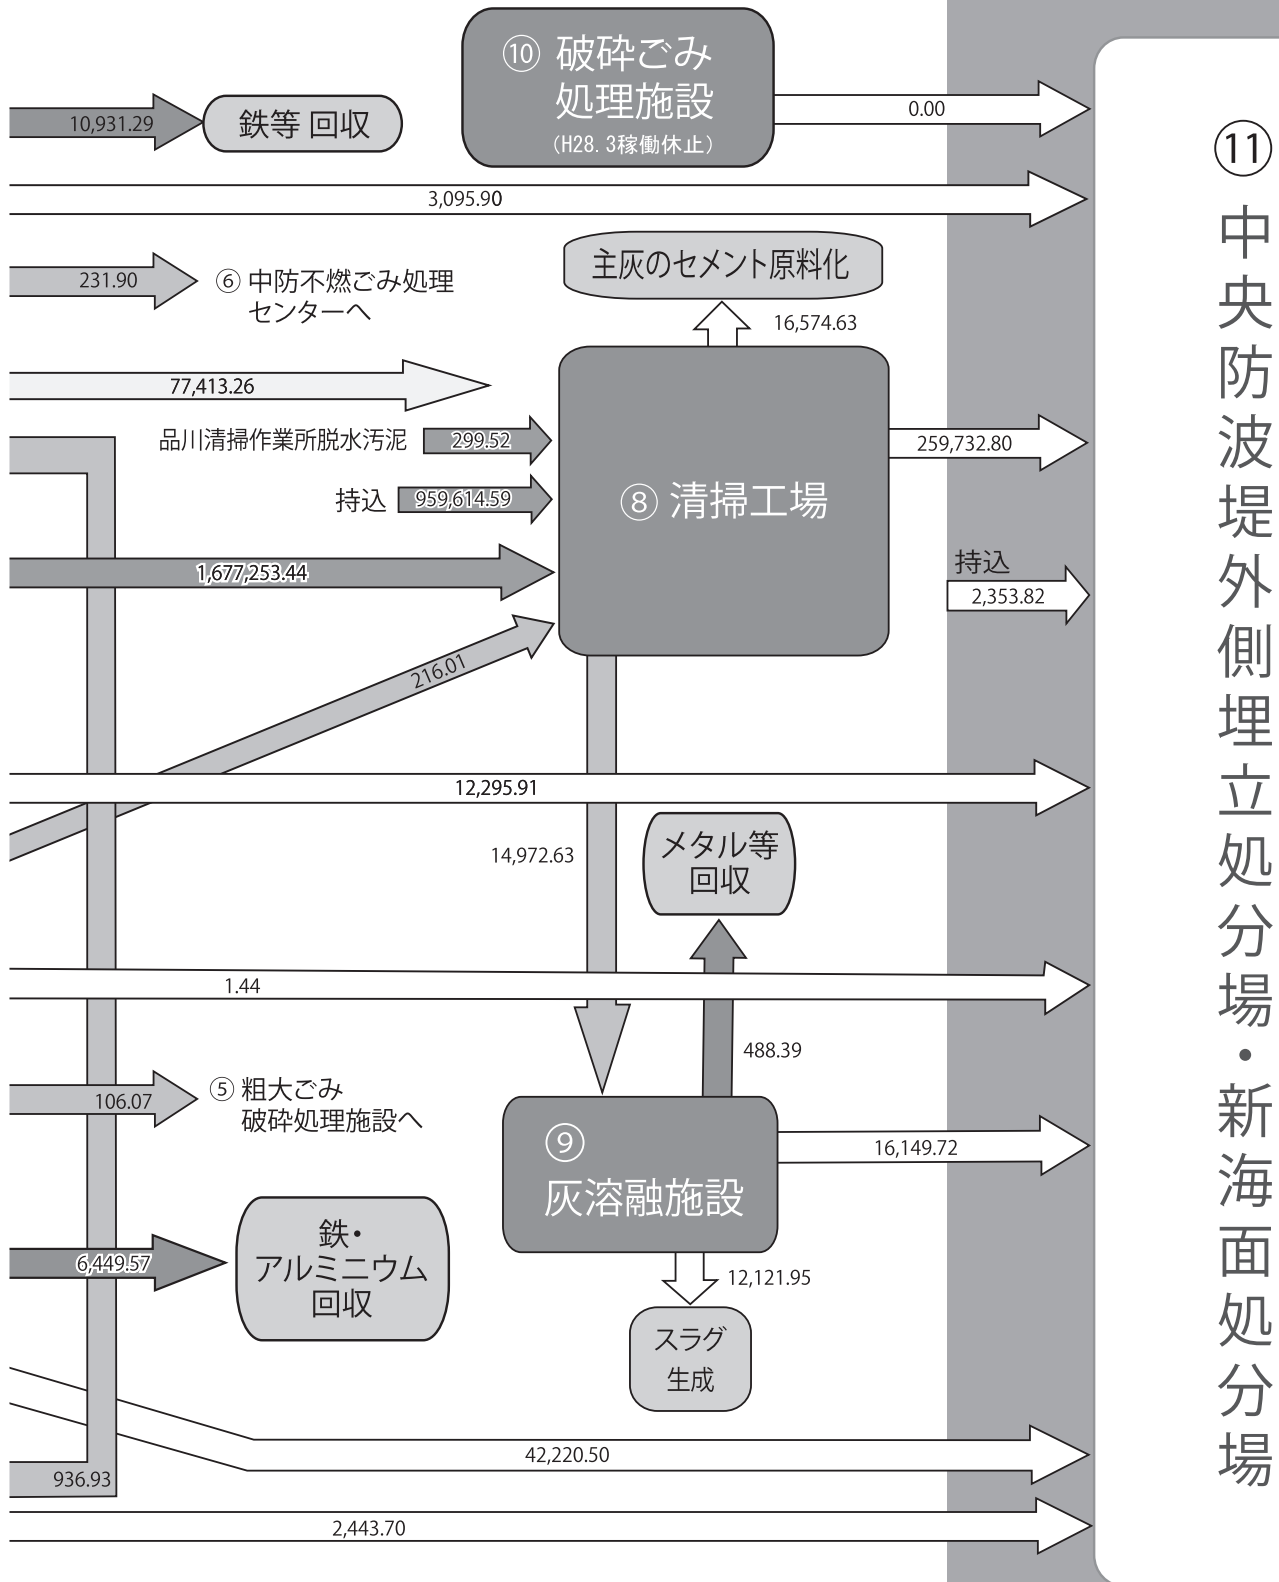 ⑩ 破砕ごみ
処理施設
(H28. 3稼働休止)
0.00
10,931.29
鉄等 回収
3,095.90
主灰のセメント原料化
231.90
⑥ 中防不燃ごみ処理
センターへ
16,574.63
77,413.26
品川清掃作業所脱水汚泥
299.52
259,732.80
持込
959,614.59
⑧ 清掃工場
1,677,253.44
持込
2,353.82
216.01
12,295.91
14,972.63
メタル等
回収
1.44
488.39
106.07
⑤ 粗大ごみ
破砕処理施設へ
⑨
灰溶融施設
16,149.72
6,449.57
鉄・
アルミニウム
回収
12,121.95
スラグ
生成
42,220.50
936.93
2,443.70
⑪ 中央防波堤外側埋立処分場・新海面処分場